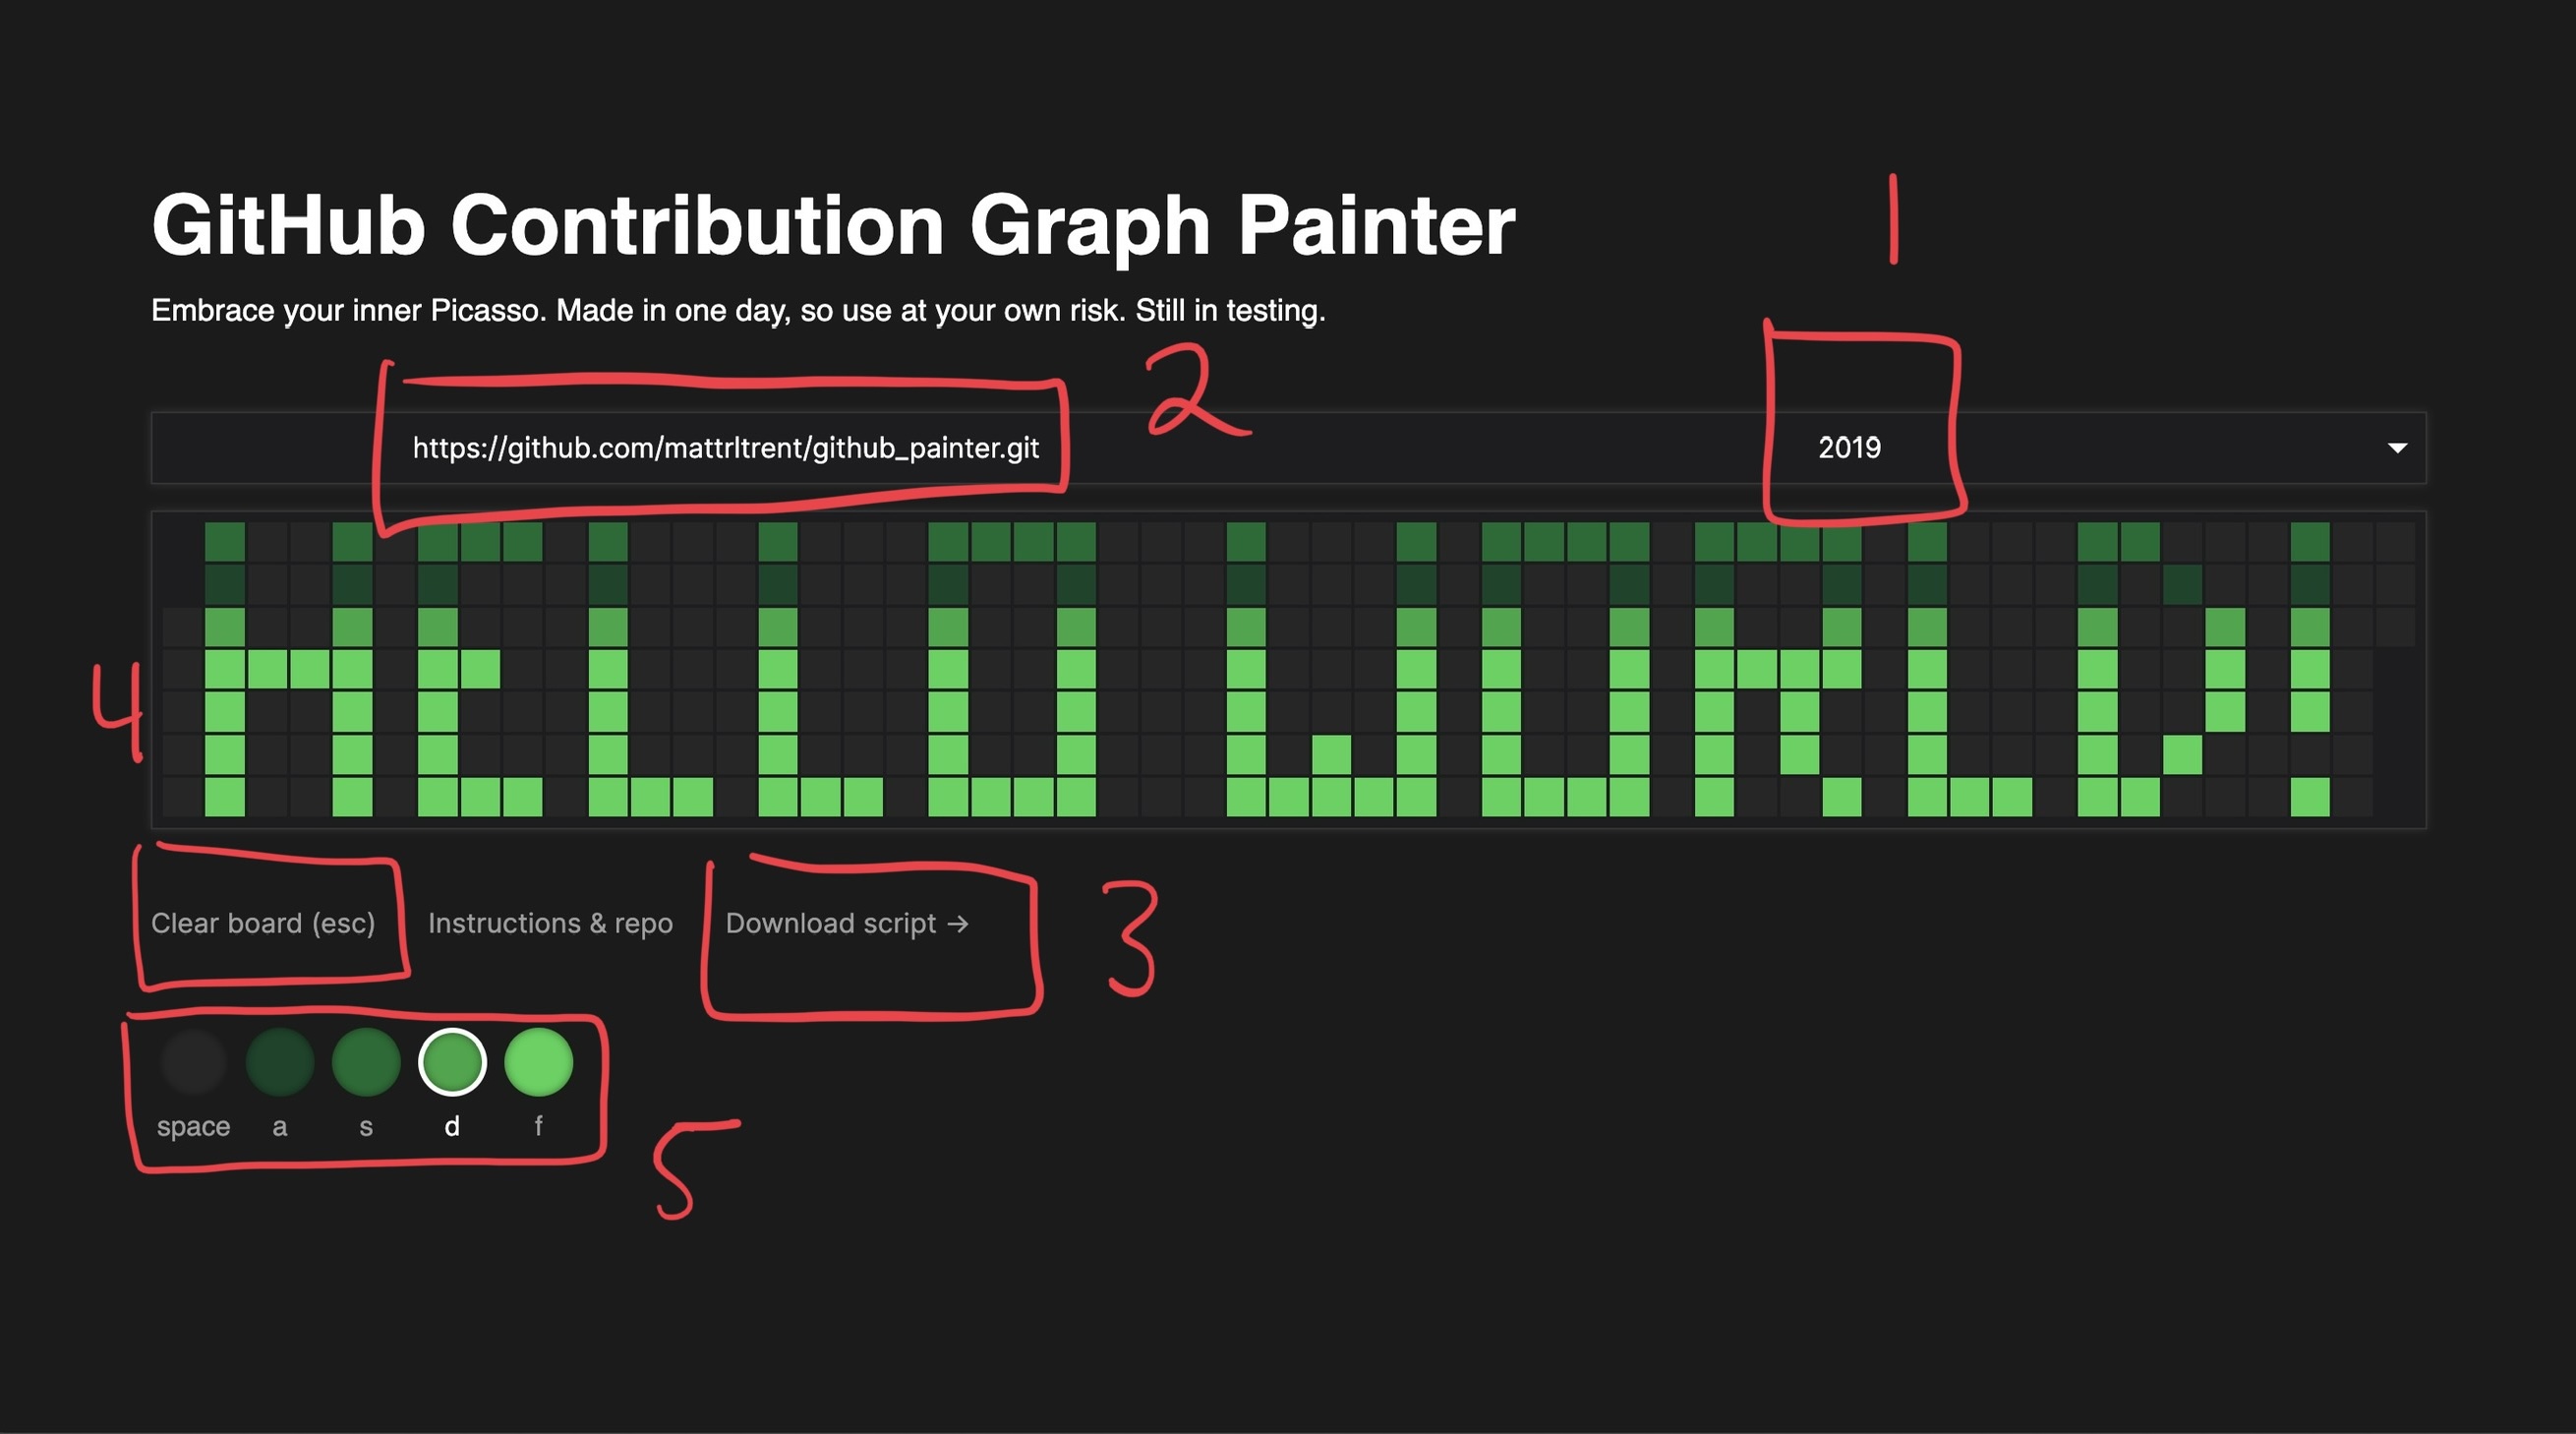 GitHub Contribution Graph Painter
1
Embrace your inner Picasso. Made in one day, so use at your own risk. Still in testing.
2
https://github.com/mattrltrent/github_painter.git 2019
HELLO WORLD!
4
Clear board (esc) Instructions & repo Download script →
3
space a s d f
5